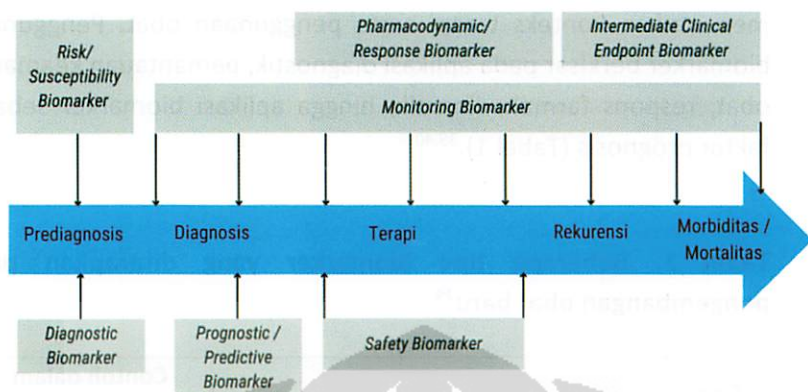 Risk/
Susceptibility
Biomarker
Pharmacodynamic/
Response Biomarker
Intermediate Clinical
Endpoint Biomarker
Monitoring Biomarker
Prediagnosis
Diagnosis
Terapi
Rekurensi
Morbiditas /
Mortalitas
Diagnostic
Biomarker
Prognostic /
Predictive
Biomarker
Safety Biomarker